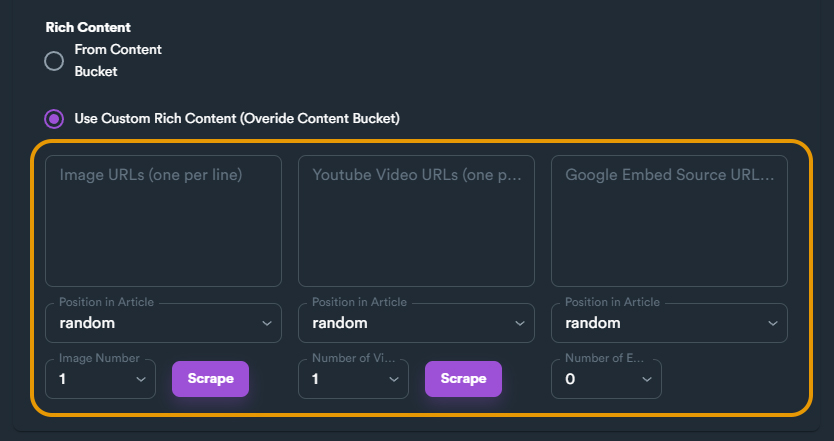 Rich Content
From Content
Bucket
Use Custom Rich Content (Overide Content Bucket)
Image URLs (one per line)
Youtube Video URLs (one p...
Google Embed Source URL...
Position in Article
Position in Article
Position in Article
random
random
random
Image Number
Number of Vi...
Number of E...
1
Scrape
1
Scrape
0